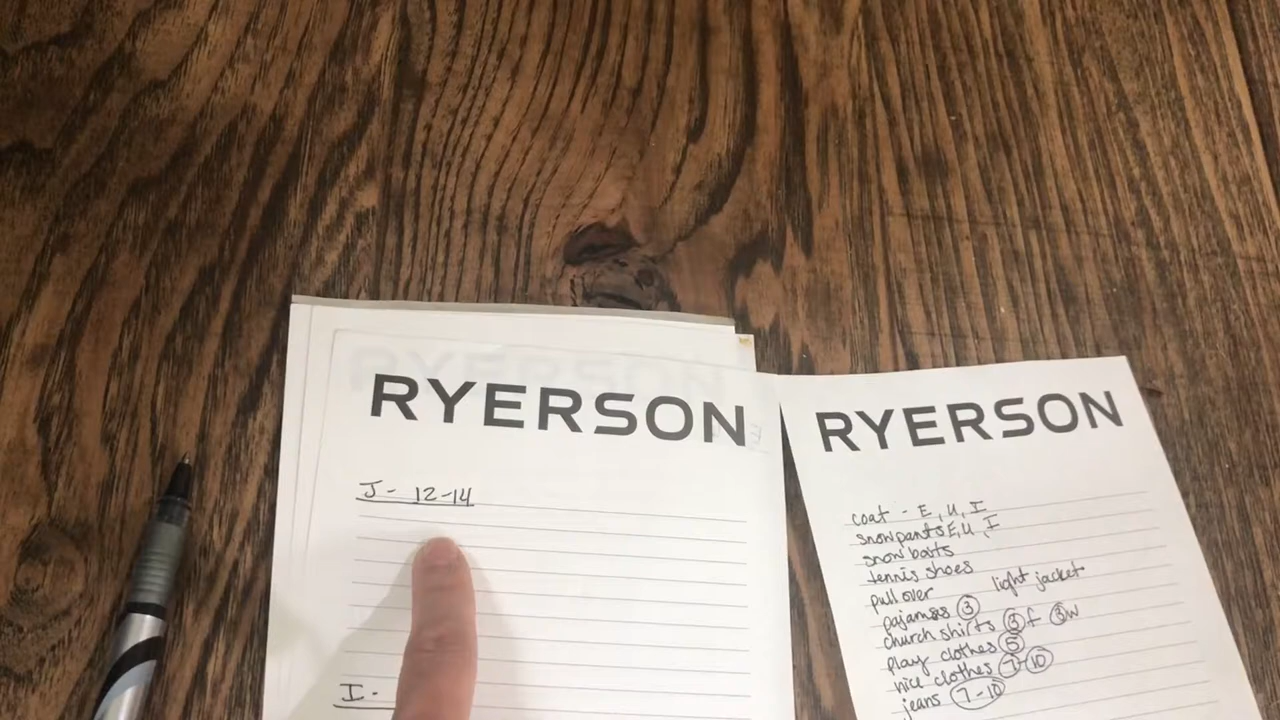 RYERSON
J- 12-14
I-
RYERSON
coat - E, U, I
snowpants E, U, I
snow boots
tennis shoes
pull over light jacket
pajamas 3
church shirts 3 f 3 w
play clothes 5
nice clothes 7-10
jeans 7-10